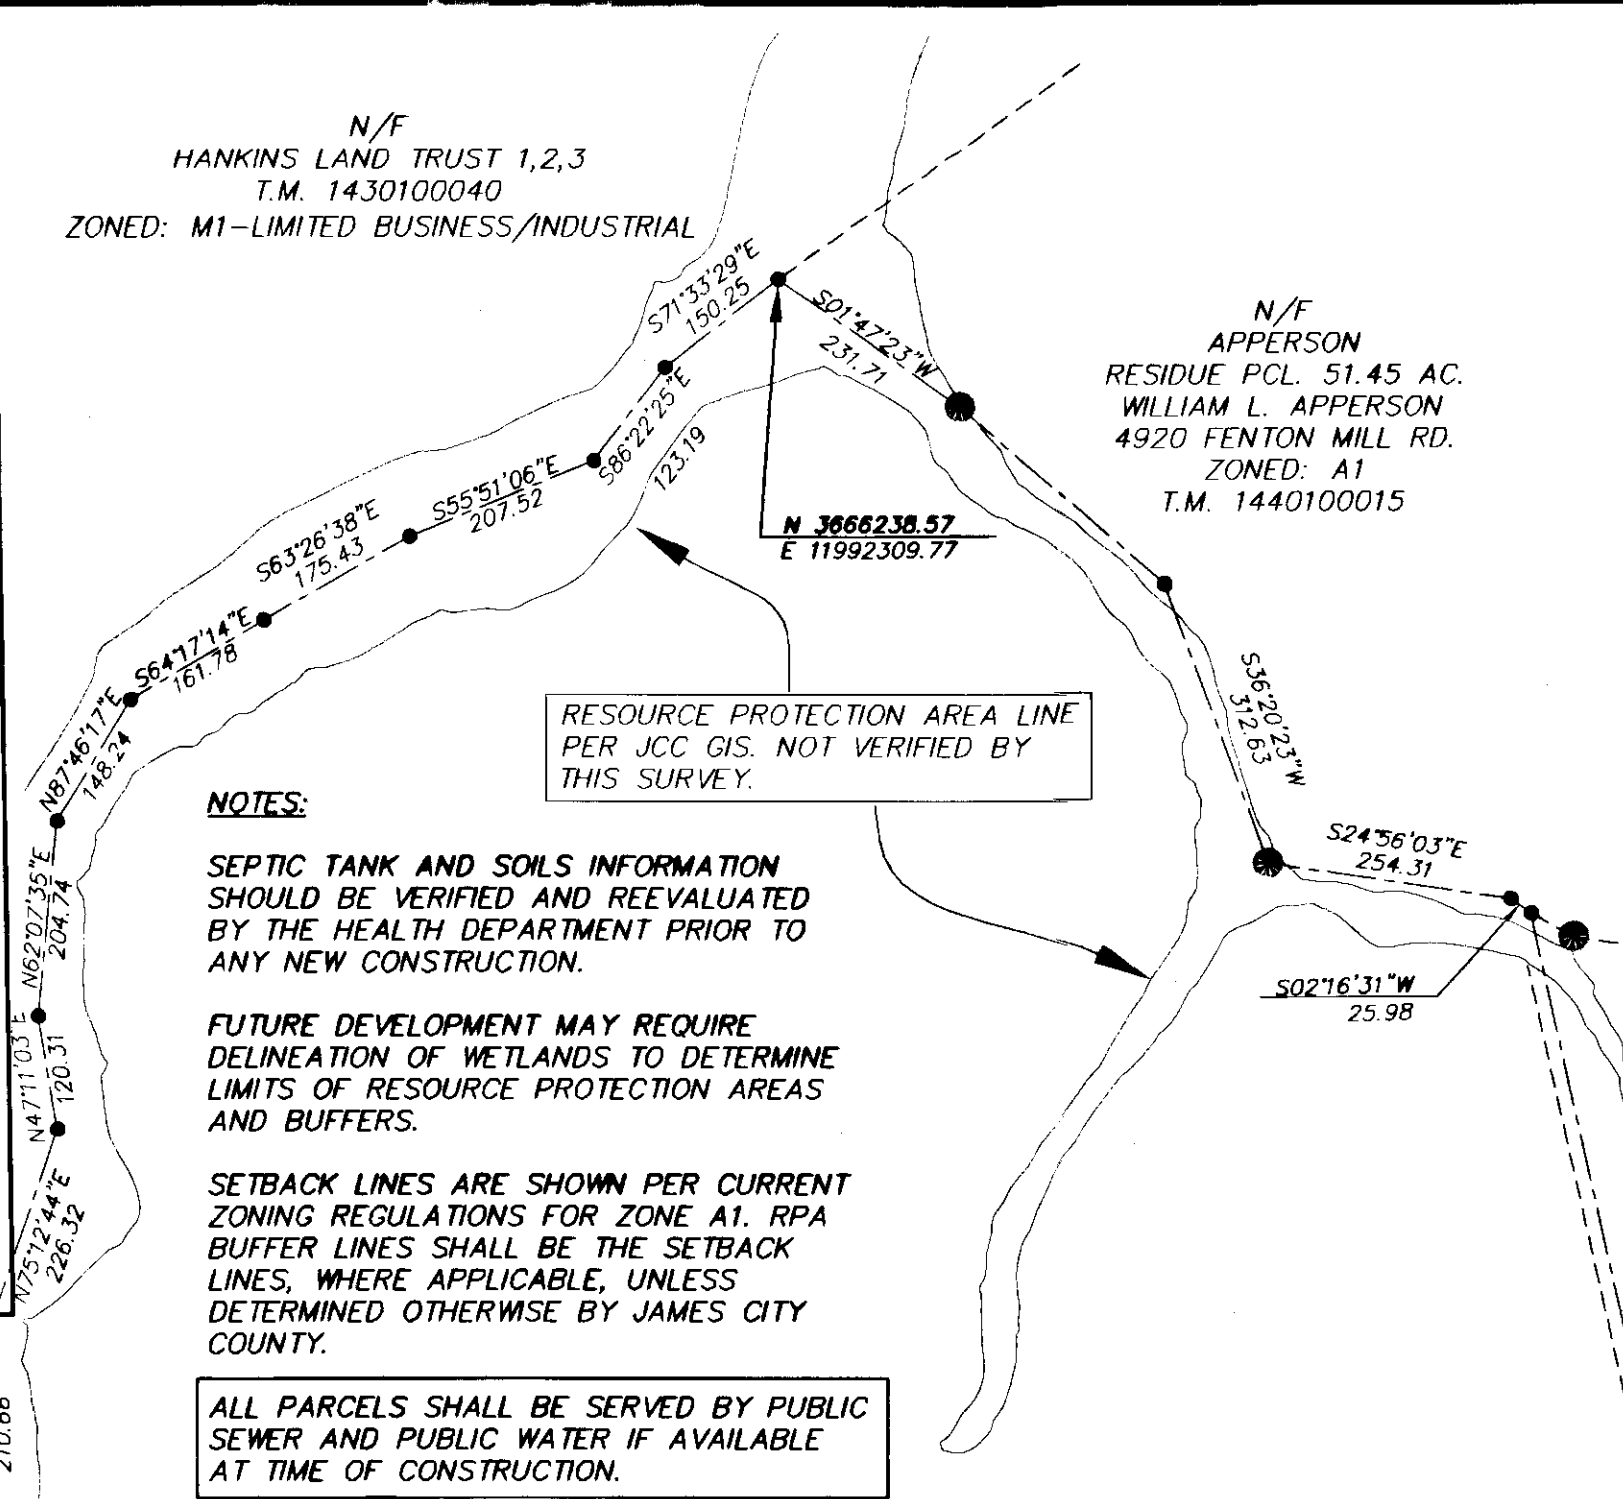 N/F
HANKINS LAND TRUST 1,2,3
T.M. 1430100040
ZONED: M1-LIMITED BUSINESS/INDUSTRIAL
S71°33'29"E
150.25
S01°47'23"W
231.71
N/F
APPERSON
RESIDUE PCL. 51.45 AC.
WILLIAM L. APPERSON
4920 FENTON MILL RD.
ZONED: A1
T.M. 1440100015
S86°22'25"E
123.19
S55°51'06"E
207.52
N 3666238.57
E 11992309.77
S63°26'38"E
175.43
S64°17'14"E
161.78
N87°46'17"E
148.24
S36°20'23"W
312.63
RESOURCE PROTECTION AREA LINE
PER JCC GIS. NOT VERIFIED BY
THIS SURVEY.
S24°56'03"E
254.31
S02°16'31"W
25.98
N62°07'35"E
204.74
N47°11'03"E
120.31
N75°12'44"E
226.32
NOTES:
SEPTIC TANK AND SOILS INFORMATION
SHOULD BE VERIFIED AND REEVALUATED
BY THE HEALTH DEPARTMENT PRIOR TO
ANY NEW CONSTRUCTION.
FUTURE DEVELOPMENT MAY REQUIRE
DELINEATION OF WETLANDS TO DETERMINE
LIMITS OF RESOURCE PROTECTION AREAS
AND BUFFERS.
SETBACK LINES ARE SHOWN PER CURRENT
ZONING REGULATIONS FOR ZONE A1. RPA
BUFFER LINES SHALL BE THE SETBACK
LINES, WHERE APPLICABLE, UNLESS
DETERMINED OTHERWISE BY JAMES CITY
COUNTY.
ALL PARCELS SHALL BE SERVED BY PUBLIC
SEWER AND PUBLIC WATER IF AVAILABLE
AT TIME OF CONSTRUCTION.